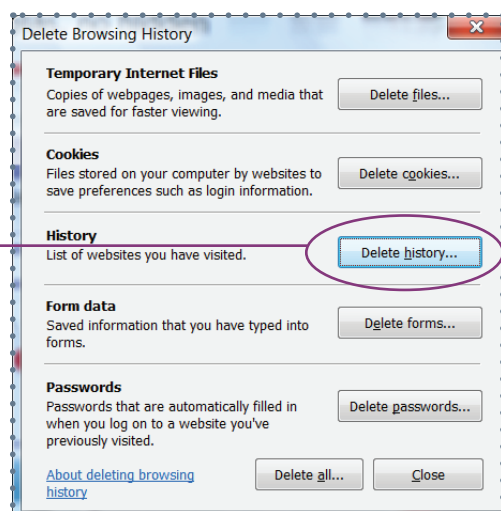 Delete Browsing History
X
Temporary Internet Files
Copies of webpages, images, and media that
are saved for faster viewing.
Delete files...
Cookies
Files stored on your computer by websites to
save preferences such as login information.
Delete cookies...
History
List of websites you have visited.
Delete history...
Form data
Saved information that you have typed into
forms.
Delete forms...
Passwords
Passwords that are automatically filled in
when you log on to a website you've
previously visited.
Delete passwords...
About deleting browsing
history
Delete all...
Close